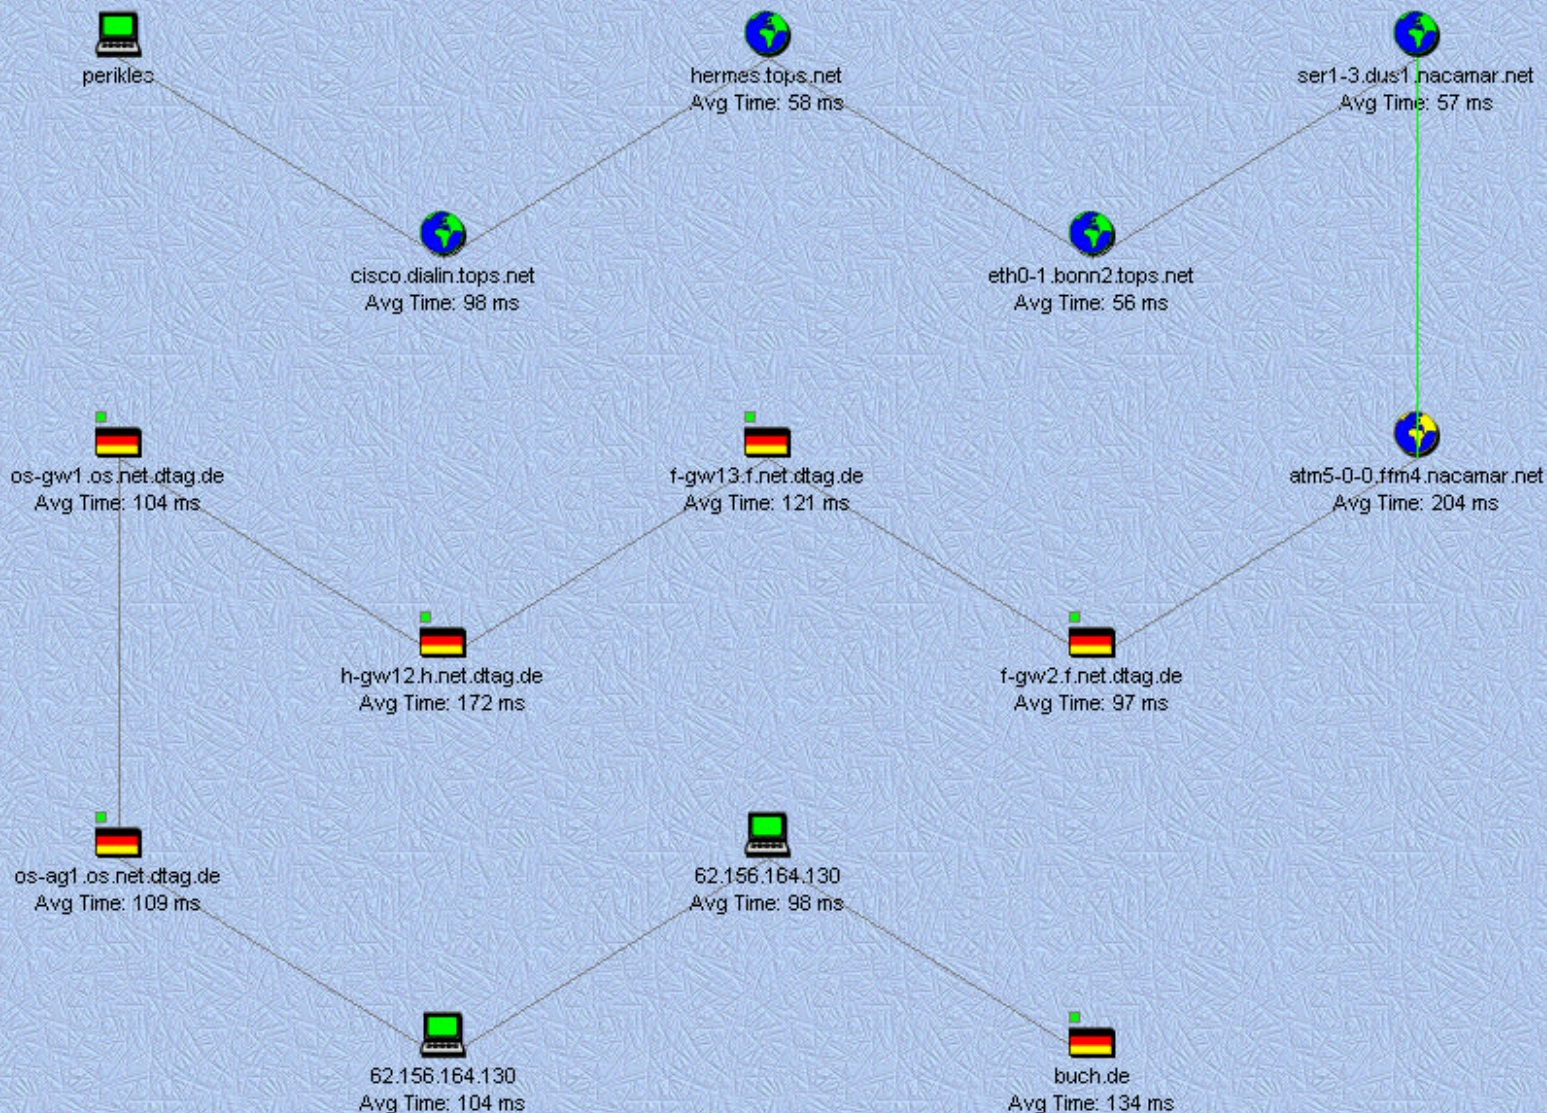 perikles
hermes.tops.net
Avg Time: 58 ms
ser1-3.dus1.nacamar.net
Avg Time: 57 ms
cisco.dialin.tops.net
Avg Time: 98 ms
eth0-1.bonn2.tops.net
Avg Time: 56 ms
os-gw1.os.net.dtag.de
Avg Time: 104 ms
f-gw13.f.net.dtag.de
Avg Time: 121 ms
atm5-0-0.ffm4.nacamar.net
Avg Time: 204 ms
h-gw12.h.net.dtag.de
Avg Time: 172 ms
f-gw2.f.net.dtag.de
Avg Time: 97 ms
os-ag1.os.net.dtag.de
Avg Time: 109 ms
62.156.164.130
Avg Time: 98 ms
62.156.164.130
Avg Time: 104 ms
buch.de
Avg Time: 134 ms